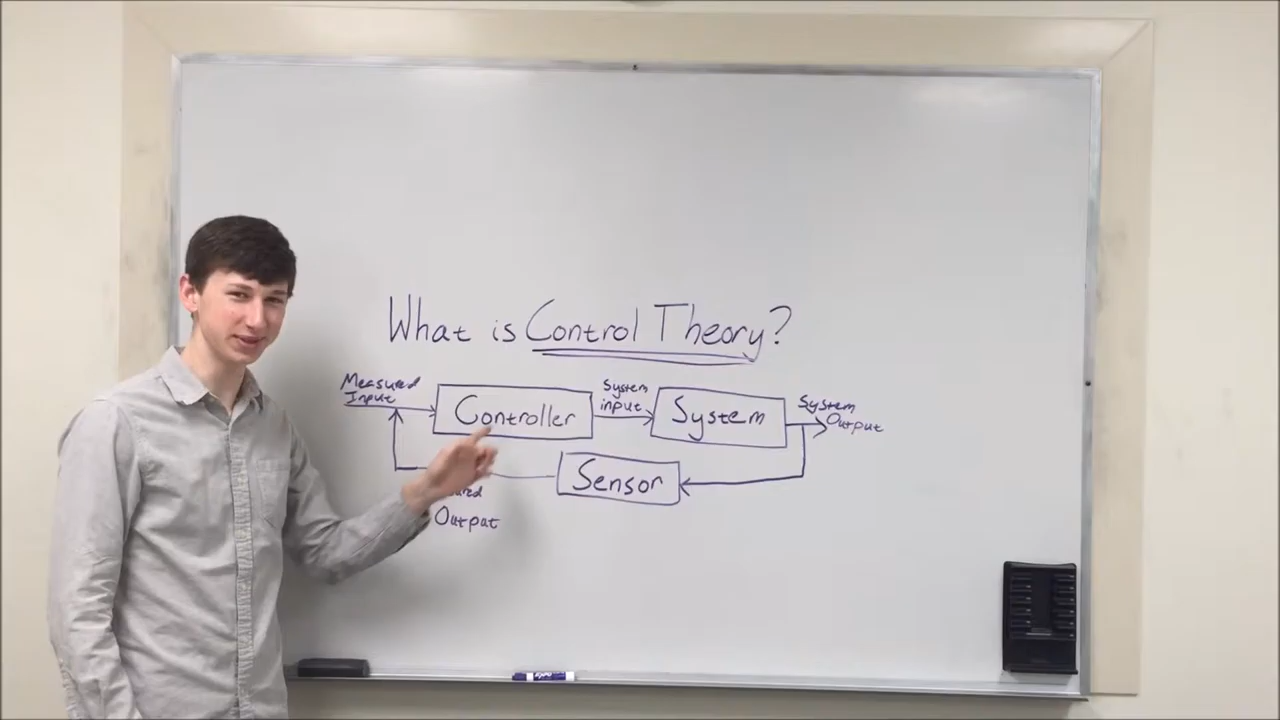 What is Control Theory?
Measured
Input
Controller
System
input
System
System
Output
Sensor
Output